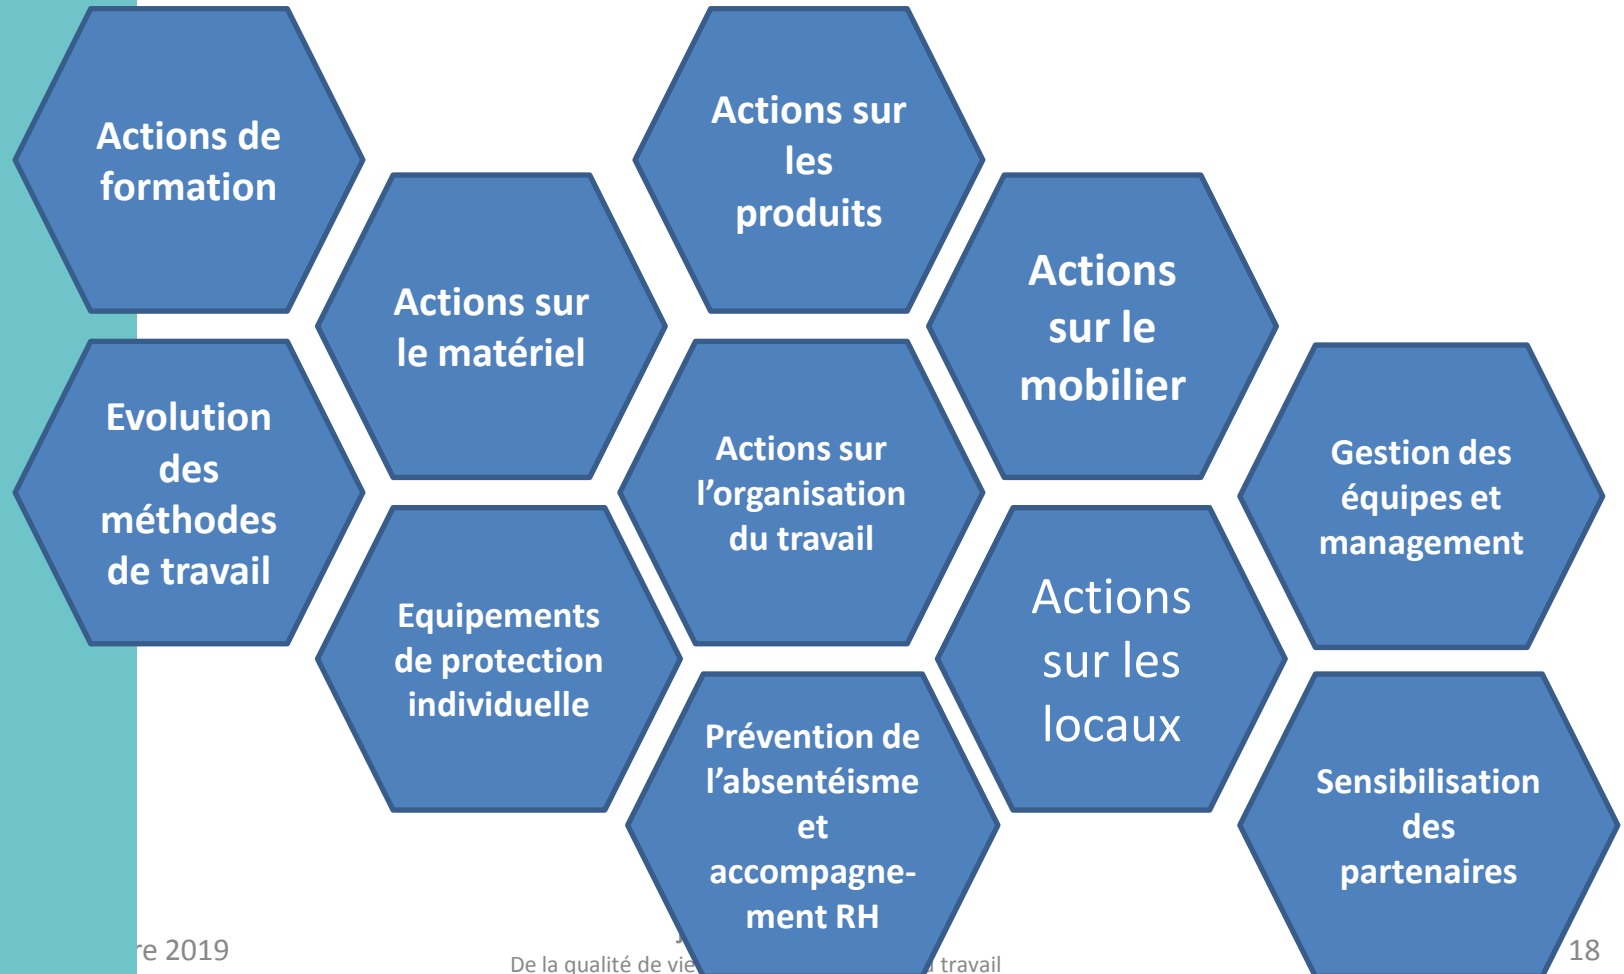 Actions de
formation
Actions sur
les
produits
Actions sur
le matériel
Actions
sur le
mobilier
Evolution
des
méthodes
de travail
Actions sur
l’organisation
du travail
Gestion des
équipes et
management
Equipements
de protection
individuelle
Actions
sur les
locaux
Prévention de
l’absentéisme
et
accompagne-
ment RH
Sensibilisation
des
partenaires
re 2019
De la qualité de vie travail
18